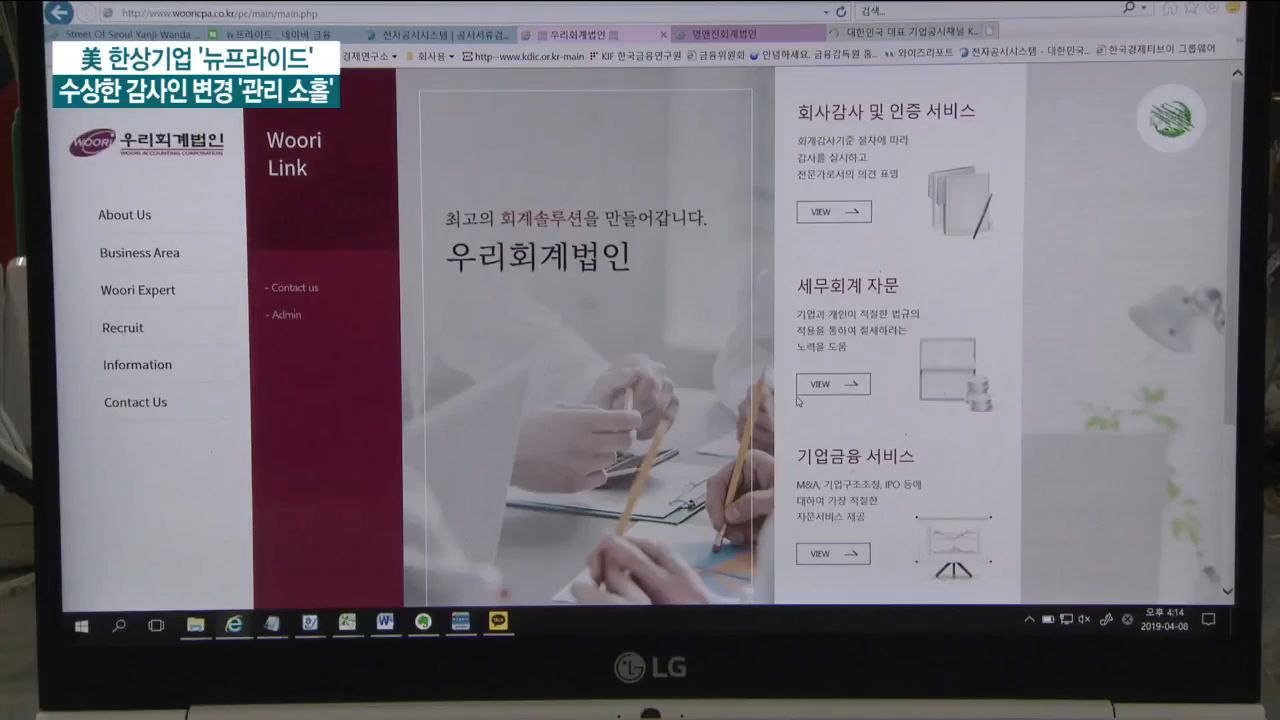 http://www.wooricpa.co.kr/pc/main/main.php
검색...
Street Of Seoul Yanji Wanda
뉴프라이드 - 네이버 금융
전자공시시스템 | 공시서류검...
우리회계법인
영앤진회계법인
대한민국 대표 기업공시채널 K...
美 한상기업 '뉴프라이드'
수상한 감사인 변경 '관리 소홀'
경제연구소
회사용
http--www.kdic.or.kr-main
KIF 한국금융연구원
금융위원회
안녕하세요. 금융감독원 홈...
와이즈리포트
전자공시시스템 - 대한민국...
한국경제티브이 그룹웨어
WOORI 우리회계법인
WOORI ACCOUNTING CORPORATION
About Us
Business Area
Woori Expert
Recruit
Information
Contact Us
Woori
Link
- Contact us
- Admin
최고의 회계솔루션을 만들어갑니다.
우리회계법인
회사감사 및 인증 서비스
회계감사기준 절차에 따라
감사를 실시하고
전문가로서의 의견 표명
VIEW
세무회계 자문
기업과 개인이 적절한 법규의
적용을 통하여 절세하려는
노력을 도움
VIEW
기업금융 서비스
M&A, 기업구조조정, IPO 등에
대하여 가장 적절한
자문서비스 제공
VIEW
오후 4:14
2019-04-08
LG